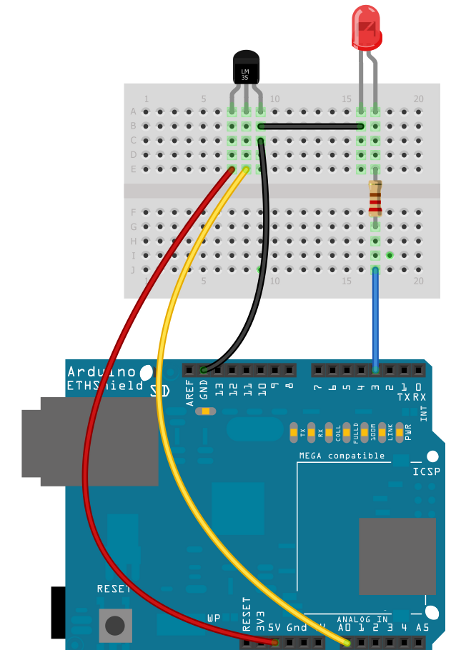 LM
35
1 5 10 15 20
A
B
C
D
E
F
G
H
I
J
1 5 10 15 20
Arduino
ETHShield
SD
AREF
GND
13
12
11
10
9
8
7
6
5
4
3
2
1
0
TX RX
INT
TX
RX
COLL
FULLD
100M
LINK
PWR
MEGA compatible
ICSP
RESET
WP
RESET
3V3
5V Gnd
ANALOG IN
A0 1 2 3 4 A5